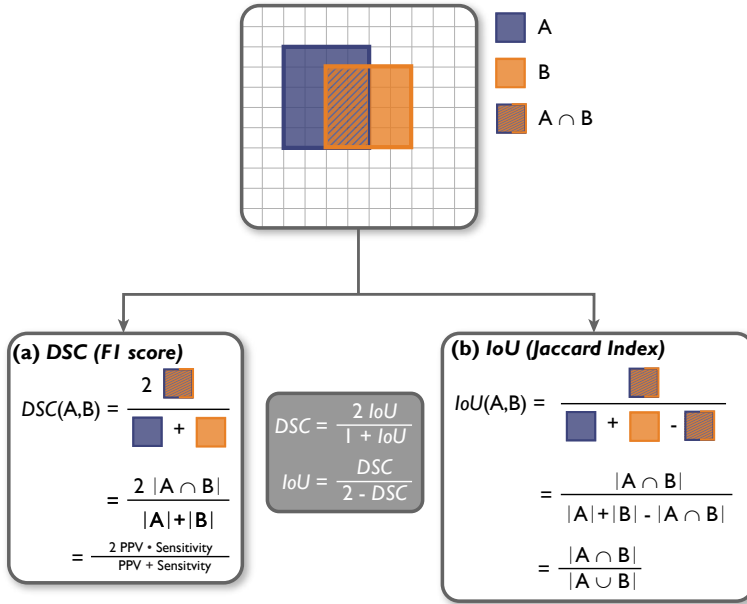 A
B
A ∩ B
(a) DSC (F1 score)
DSC(A,B) = 2 / +
= 2 |A ∩ B| / |A|+|B|
= 2 PPV • Sensitivity / PPV + Sensitvity
DSC = 2 IoU / 1 + IoU
IoU = DSC / 2 - DSC
(b) IoU (Jaccard Index)
IoU(A,B) = / + -
= |A ∩ B| / |A|+|B| - |A ∩ B|
= |A ∩ B| / |A ∪ B|